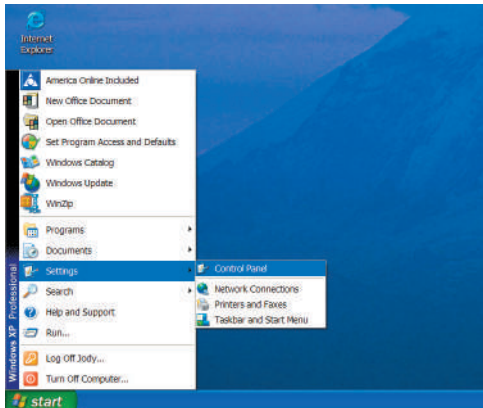 Internet
Explorer
America Online Included
New Office Document
Open Office Document
Set Program Access and Defaults
Windows Catalog
Windows Update
WinZip
Programs
Documents
Settings
Search
Help and Support
Run...
Log Off Jody...
Turn Off Computer...
Control Panel
Network Connections
Printers and Faxes
Taskbar and Start Menu
Windows XP Professional
start